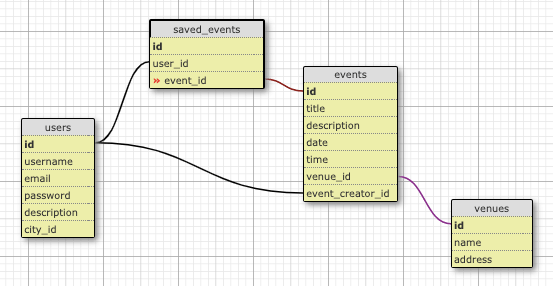 saved_events
id
user_id
» event_id
events
id
title
description
date
time
venue_id
event_creator_id
users
id
username
email
password
description
city_id
venues
id
name
address